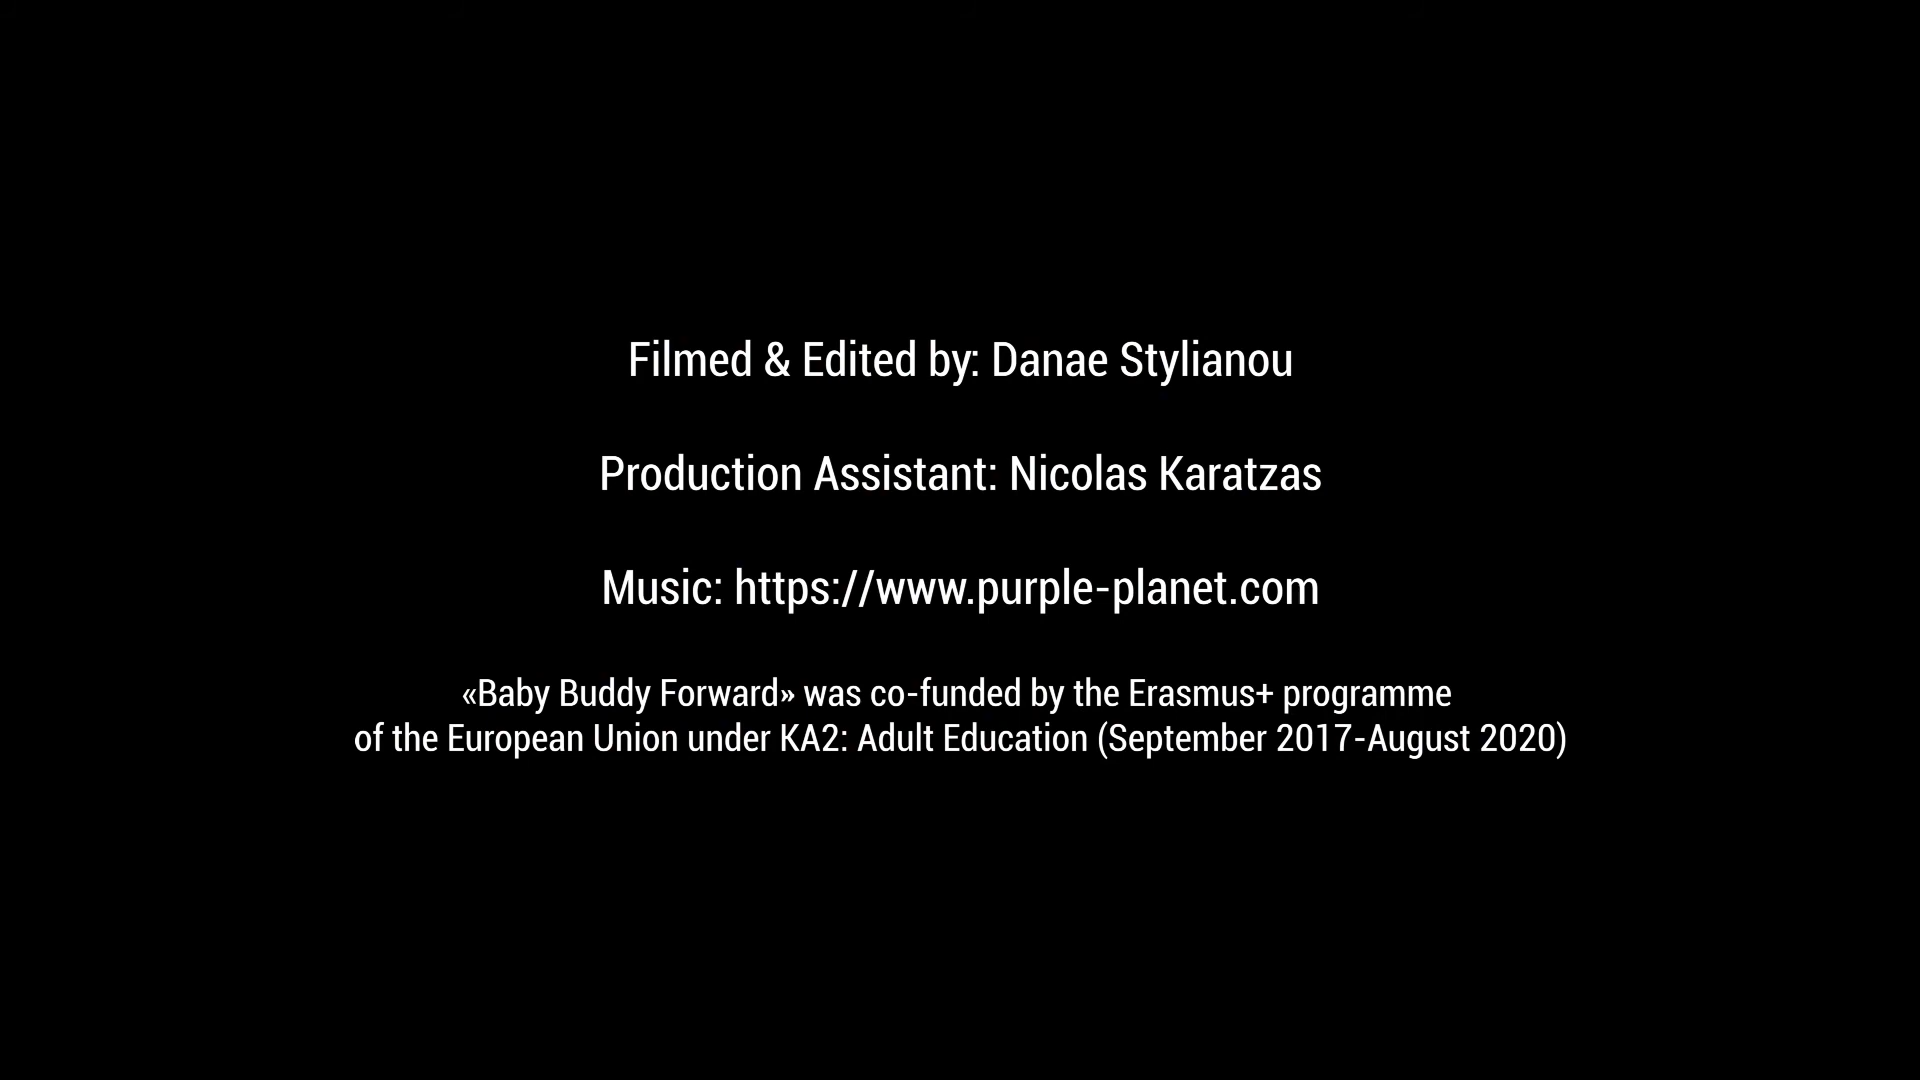 Filmed & Edited by: Danae Stylianou
Production Assistant: Nicolas Karatzas
Music: https://www.purple-planet.com
«Baby Buddy Forward» was co-funded by the Erasmus+ programme
of the European Union under KA2: Adult Education (September 2017-August 2020)